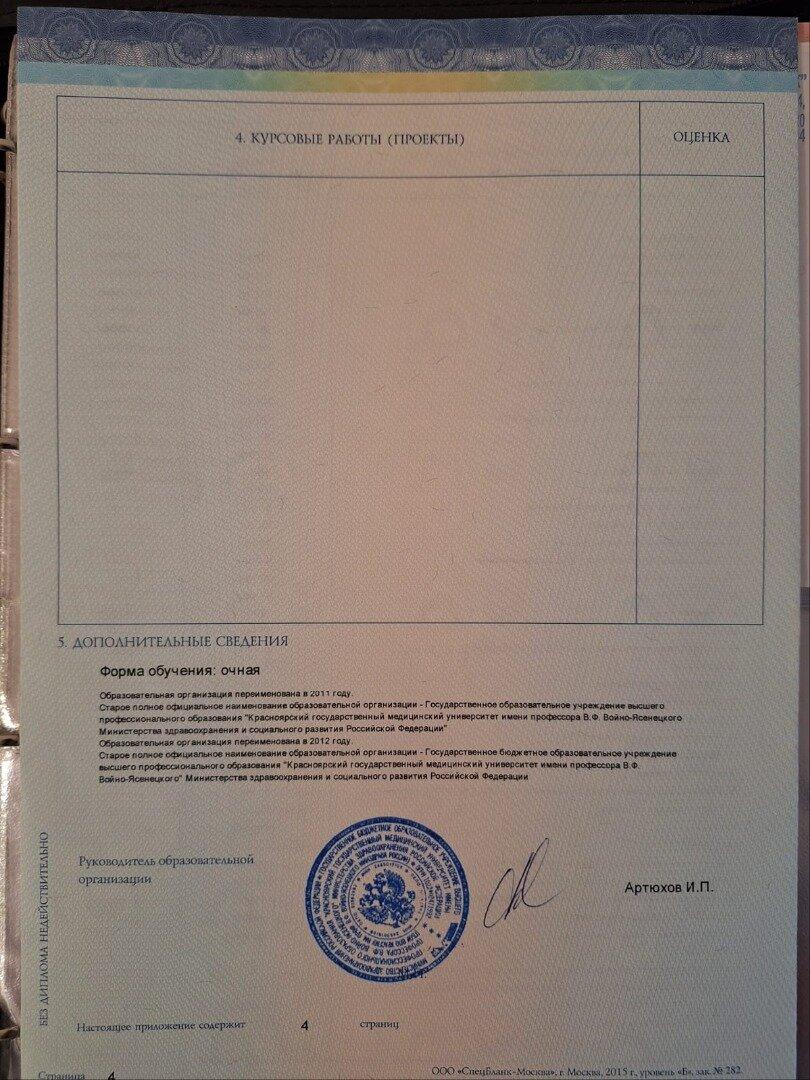 4. КУРСОВЫЕ РАБОТЫ (ПРОЕКТЫ)
ОЦЕНКА
5. ДОПОЛНИТЕЛЬНЫЕ СВЕДЕНИЯ
Форма обучения: очная
Образовательная организация переименована в 2011 году.
Старое полное официальное наименование образовательной организации - Государственное образовательное учреждение высшего
профессионального образования "Красноярский государственный медицинский университет имени профессора В.Ф. Войно-Ясенецкого
Министерства здравоохранения и социального развития Российской Федерации"
Образовательная организация переименована в 2012 году.
Старое полное официальное наименование образовательной организации - Государственное бюджетное образовательное учреждение
высшего профессионального образования "Красноярский государственный медицинский университет имени профессора В.Ф.
Войно-Ясенецкого" Министерства здравоохранения и социального развития Российской Федерации
Руководитель образовательной
организации
Артюхов И.П.
БЕЗ ДИПЛОМА НЕДЕЙСТВИТЕЛЬНО
Настоящее приложение содержит 4 страниц
Страница 4
ООО «СпецБланк-Москва», г. Москва, 2015 г., уровень «Б», зак. № 282